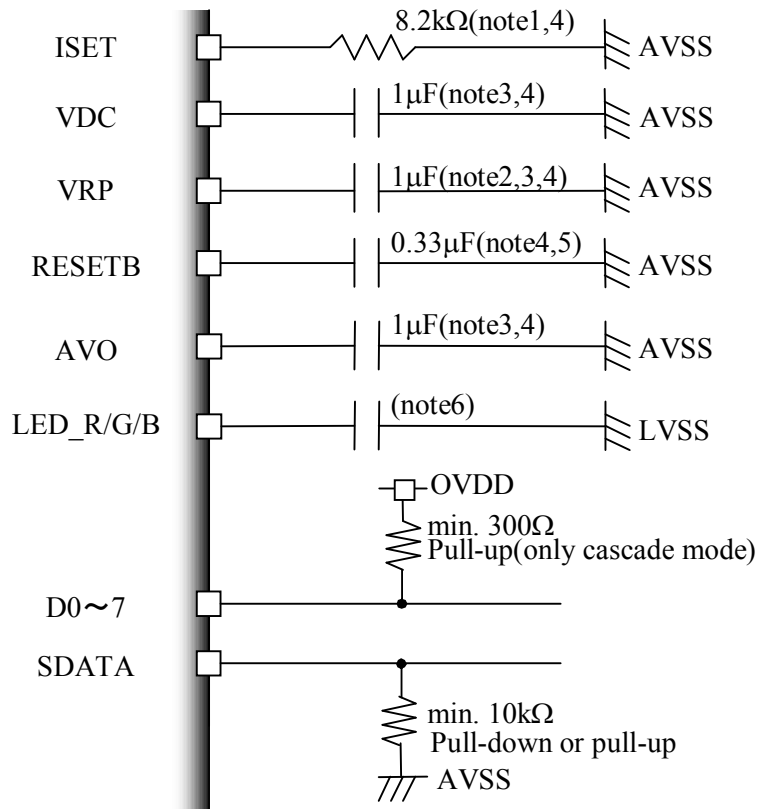 ISET 8.2kΩ(note1,4) AVSS
VDC 1μF(note3,4) AVSS
VRP 1μF(note2,3,4) AVSS
RESETB 0.33μF(note4,5) AVSS
AVO 1μF(note3,4) AVSS
LED_R/G/B (note6) LVSS
OVDD
min. 300Ω
Pull-up(only cascade mode)
D0～7
SDATA
min. 10kΩ
Pull-down or pull-up
AVSS